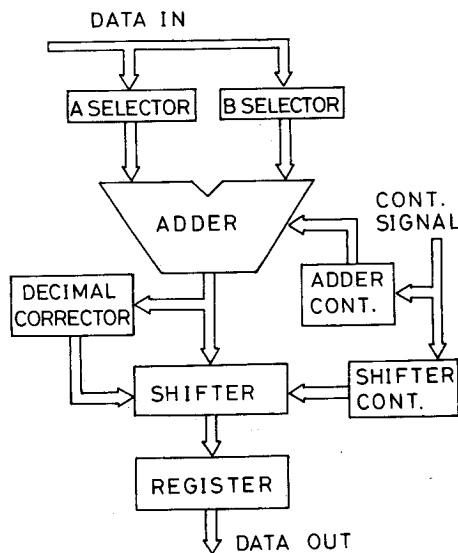 DATA IN
A SELECTOR
B SELECTOR
ADDER
CONT.
SIGNAL
ADDER
CONT.
DECIMAL
CORRECTOR
SHIFTER
SHIFTER
CONT.
REGISTER
DATA OUT